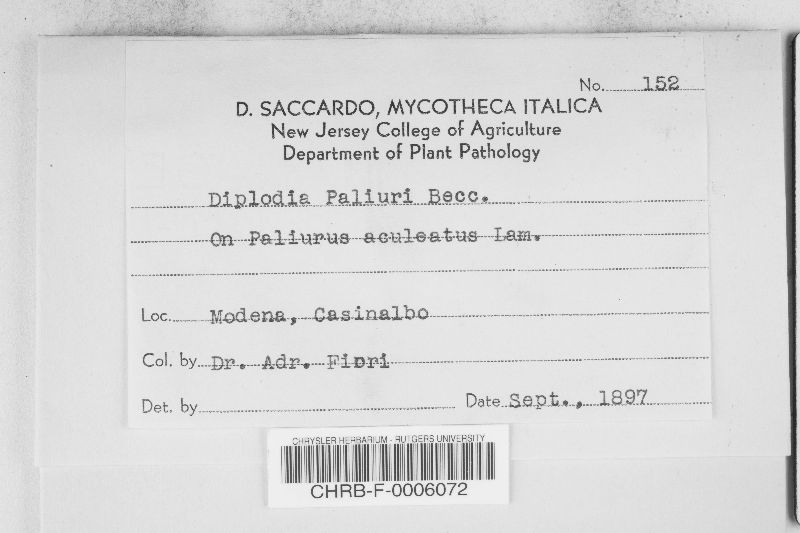 No. 152
D. SACCARDO, MYCOTHECA ITALICA
New Jersey College of Agriculture
Department of Plant Pathology
Diplodia Paliuri Becc.
On Paliurus aculeatus Lam.
Loc. Modena, Casinalbo
Col. by Dr. Adr. Fiori
Det. by Date Sept., 1897
CHRYSLER HERBARIUM - RUTGERS UNIVERSITY
CHRB-F-0006072